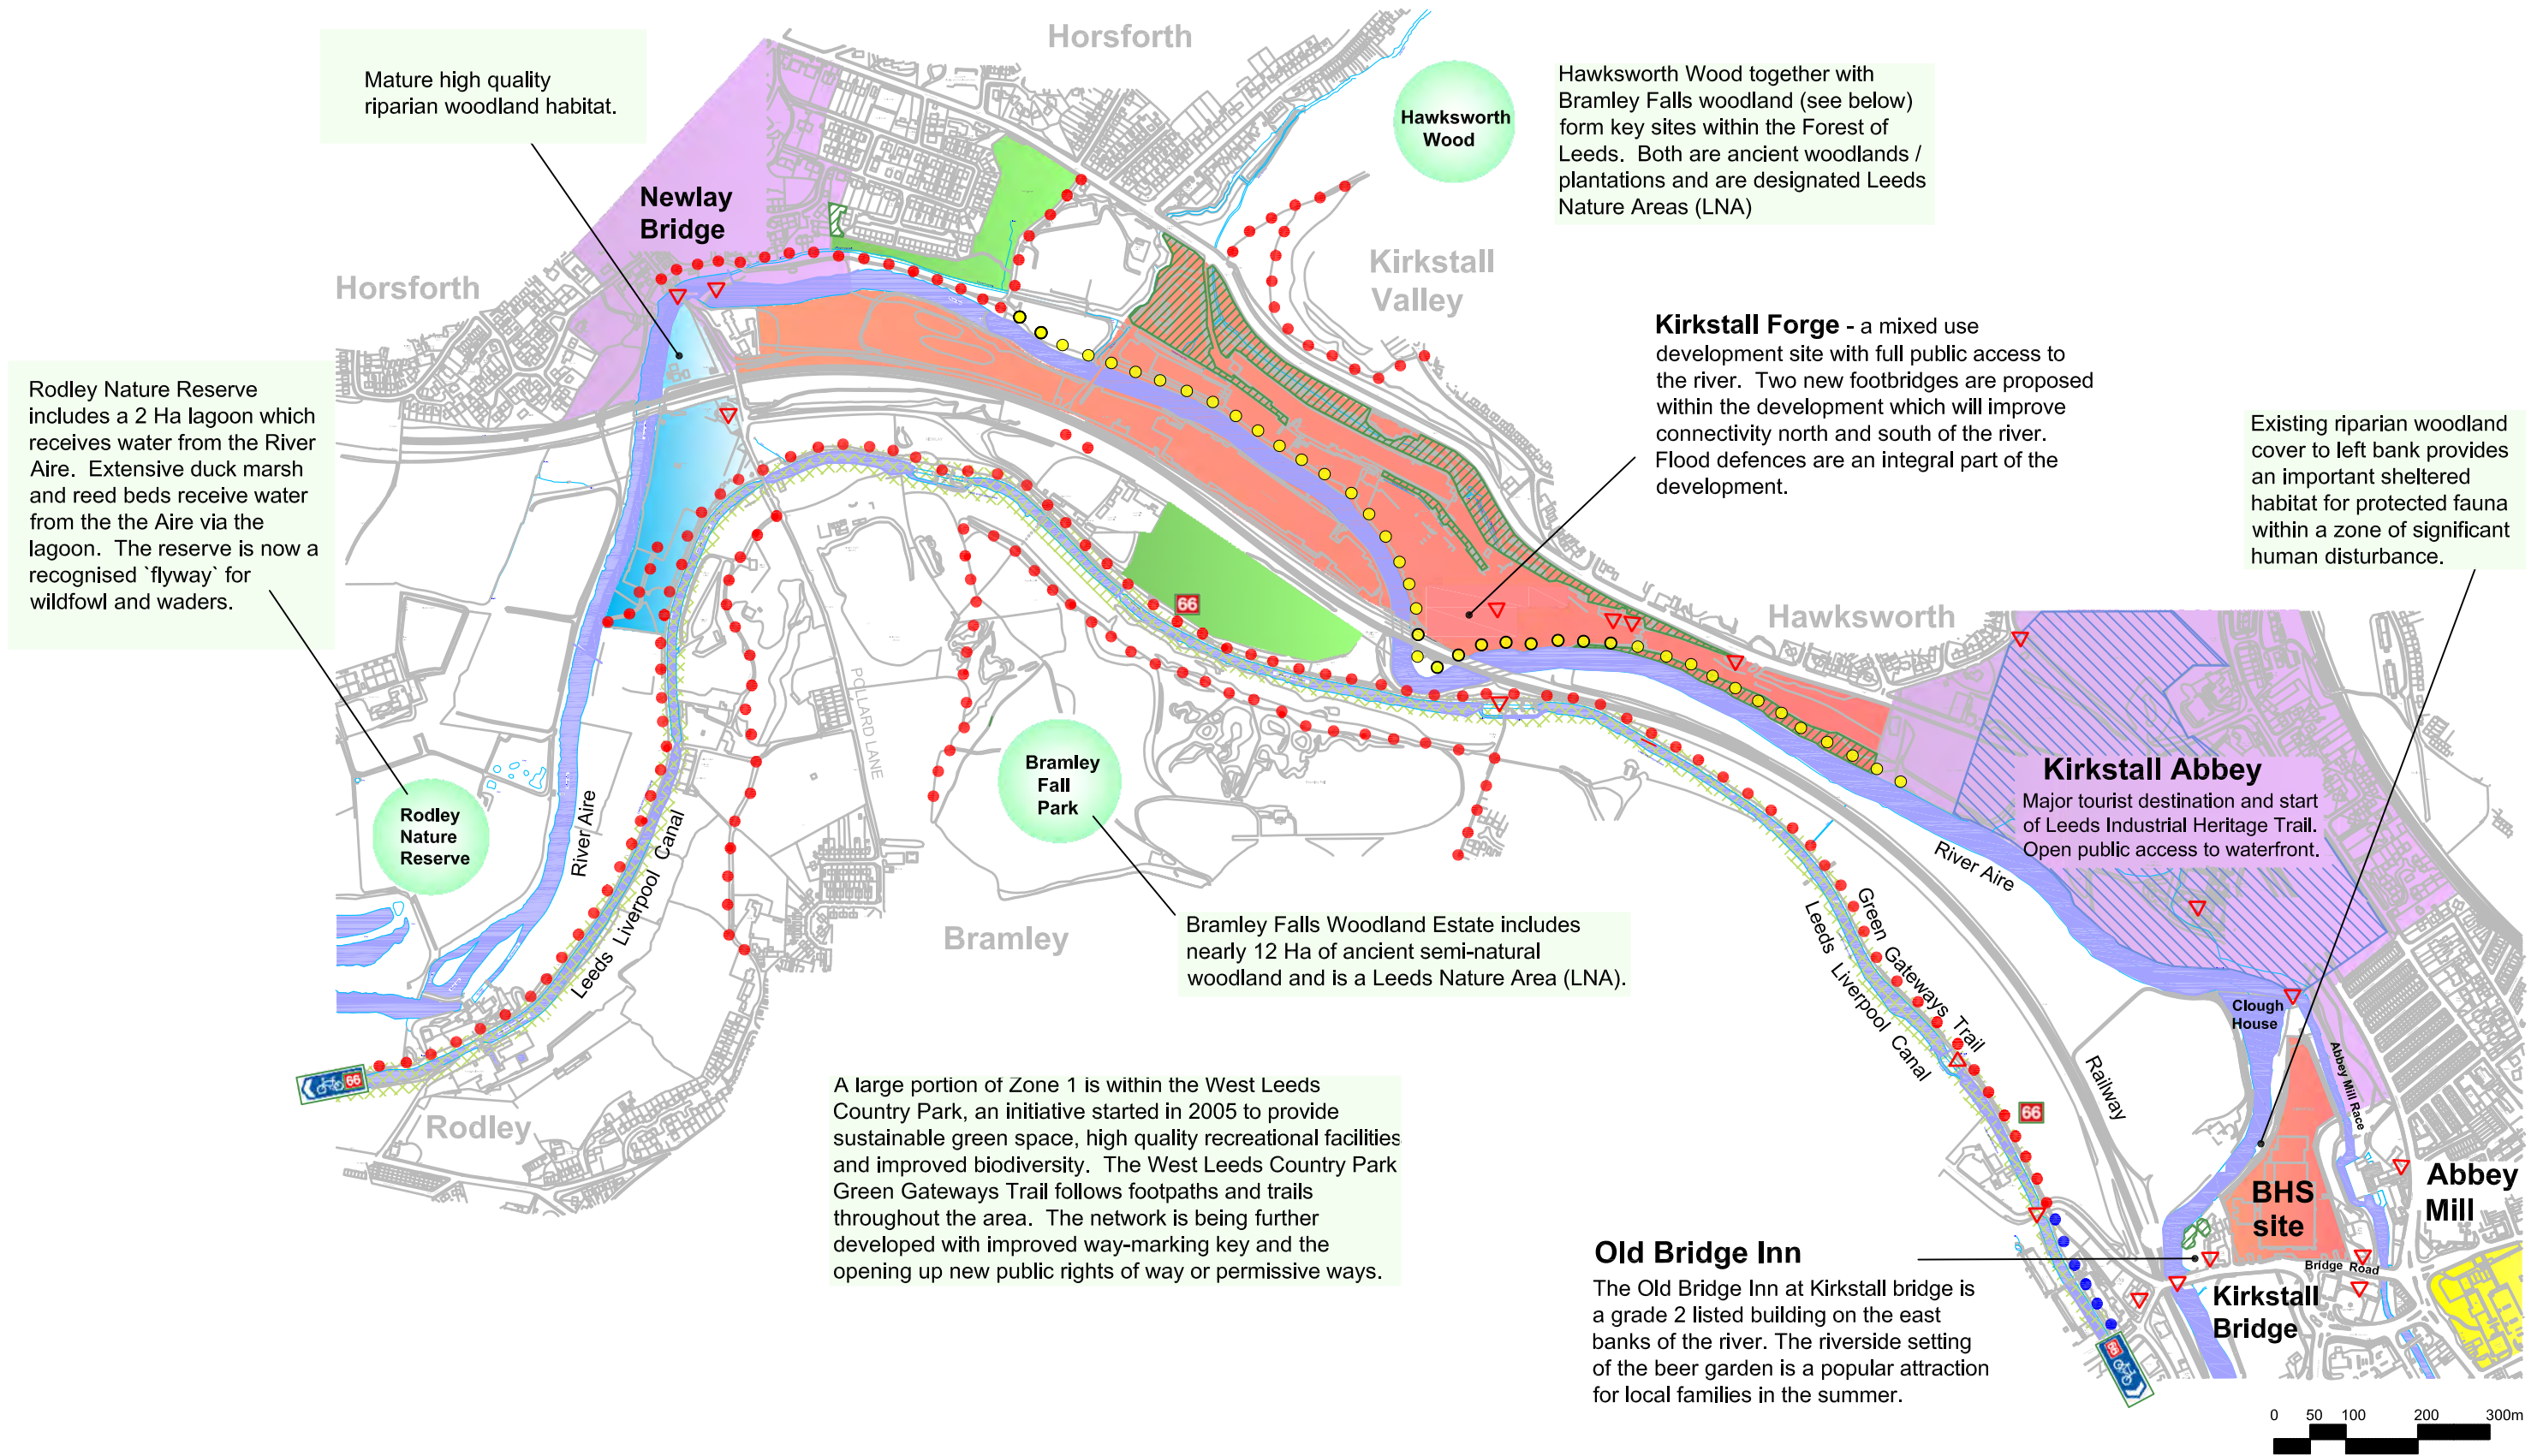 Horsforth
Mature high quality
riparian woodland habitat.
Hawksworth
Wood
Hawksworth Wood together with
Bramley Falls woodland (see below)
form key sites within the Forest of
Leeds.  Both are ancient woodlands /
plantations and are designated Leeds
Nature Areas (LNA)
Newlay
Bridge
Horsforth
Kirkstall
Valley
Kirkstall Forge - a mixed use
development site with full public access to
the river.  Two new footbridges are proposed
within the development which will improve
connectivity north and south of the river.
Flood defences are an integral part of the
development.
Rodley Nature Reserve
includes a 2 Ha lagoon which
receives water from the River
Aire.  Extensive duck marsh
and reed beds receive water
from the the Aire via the
lagoon.  The reserve is now a
recognised `flyway` for
wildfowl and waders.
Existing riparian woodland
cover to left bank provides
an important sheltered
habitat for protected fauna
within a zone of significant
human disturbance.
66
Hawksworth
POLLARD LANE
Bramley
Fall
Park
Kirkstall Abbey
Major tourist destination and start
of Leeds Industrial Heritage Trail.
Open public access to waterfront.
Rodley
Nature
Reserve
River Aire
Leeds Liverpool Canal
River Aire
Green Gateways Trail
Leeds Liverpool Canal
Bramley
Bramley Falls Woodland Estate includes
nearly 12 Ha of ancient semi-natural
woodland and is a Leeds Nature Area (LNA).
Clough
House
Abbey Mill Race
Railway
66
Rodley
A large portion of Zone 1 is within the West Leeds
Country Park, an initiative started in 2005 to provide
sustainable green space, high quality recreational facilities
and improved biodiversity.  The West Leeds Country Park
Green Gateways Trail follows footpaths and trails
throughout the area.  The network is being further
developed with improved way-marking key and the
opening up new public rights of way or permissive ways.
66
Abbey
Mill
BHS
site
Old Bridge Inn
The Old Bridge Inn at Kirkstall bridge is
a grade 2 listed building on the east
banks of the river. The riverside setting
of the beer garden is a popular attraction
for local families in the summer.
Bridge Road
Kirkstall
Bridge
66
0 50 100 200 300m